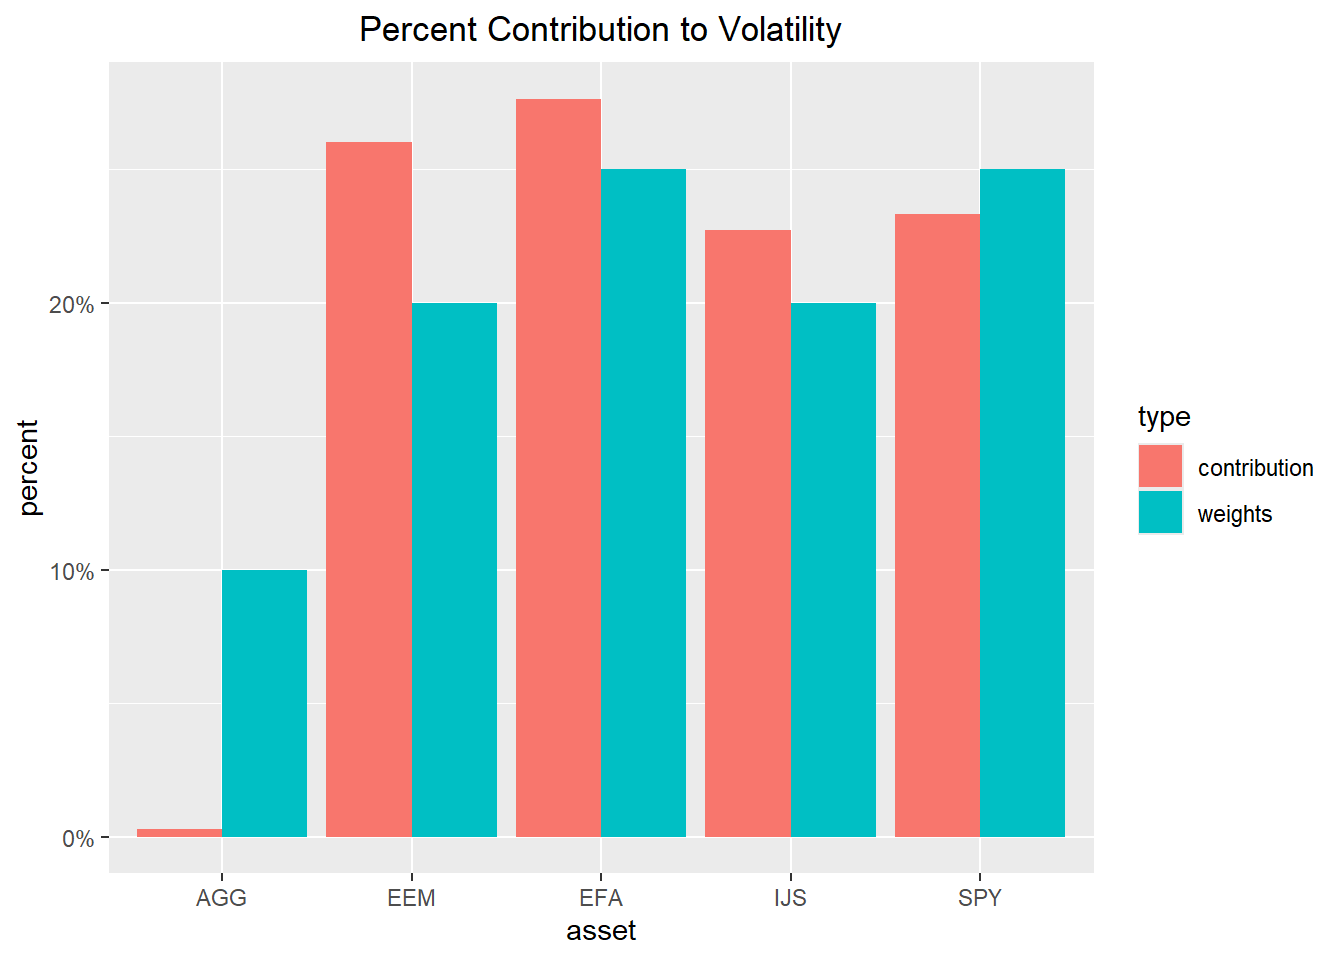 Percent Contribution to Volatility
percent
20%
10%
0%
AGG EEM EFA IJS SPY
asset
type
contribution
weights